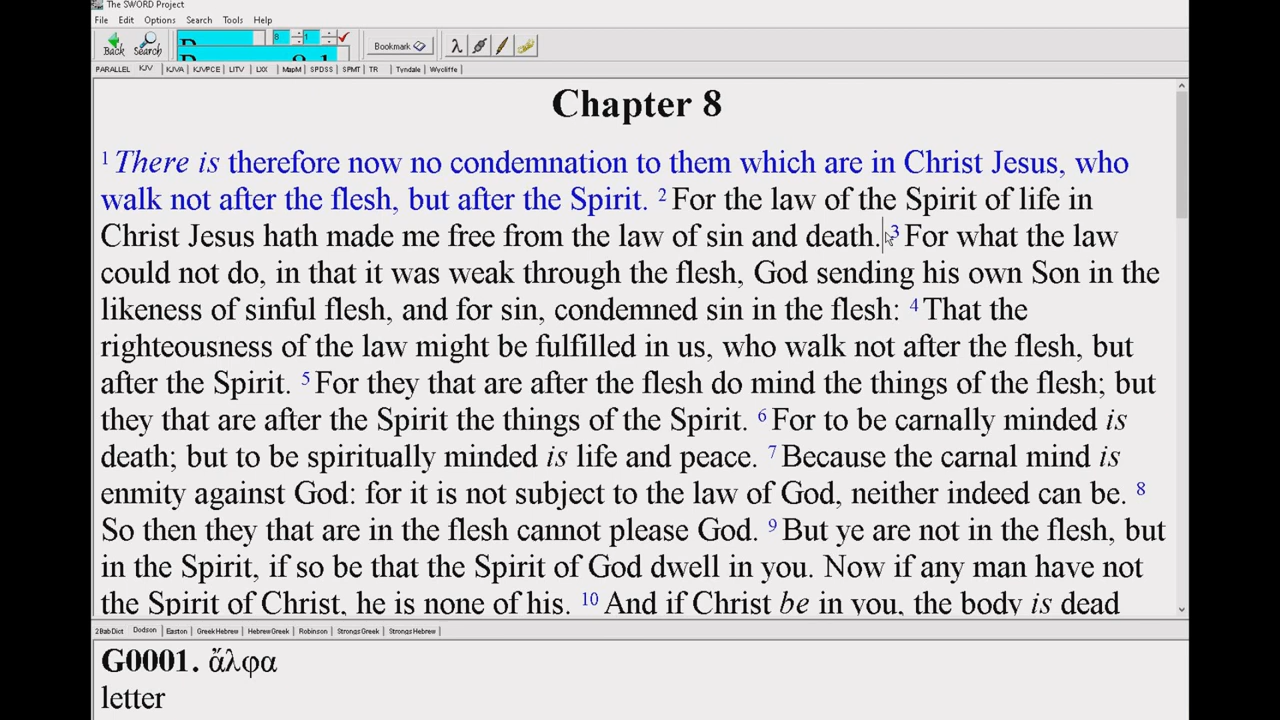 The SWORD Project
File Edit Options Search Help
Back Search 8 1 Bookmark λ
PARALLEL KJV KJVA KJVPCE LITV LXX MapM SPDSS SPMT TR Tyndale Wycliffe
Chapter 8
1 There is therefore now no condemnation to them which are in Christ Jesus, who
walk not after the flesh, but after the Spirit. 2 For the law of the Spirit of life in
Christ Jesus hath made me free from the law of sin and death. 3 For what the law
could not do, in that it was weak through the flesh, God sending his own Son in the
likeness of sinful flesh, and for sin, condemned sin in the flesh: 4 That the
righteousness of the law might be fulfilled in us, who walk not after the flesh, but
after the Spirit. 5 For they that are after the flesh do mind the things of the flesh; but
they that are after the Spirit the things of the Spirit. 6 For to be carnally minded is
death; but to be spiritually minded is life and peace. 7 Because the carnal mind is
enmity against God: for it is not subject to the law of God, neither indeed can be. 8
So then they that are in the flesh cannot please God. 9 But ye are not in the flesh, but
in the Spirit, if so be that the Spirit of God dwell in you. Now if any man have not
the Spirit of Christ, he is none of his. 10 And if Christ be in you, the body is dead
2BabDict Dodson Easton GreekHebrew HebrewGreek Robinson StrongsGreek StrongsHebrew
G0001. ἄλφα
letter